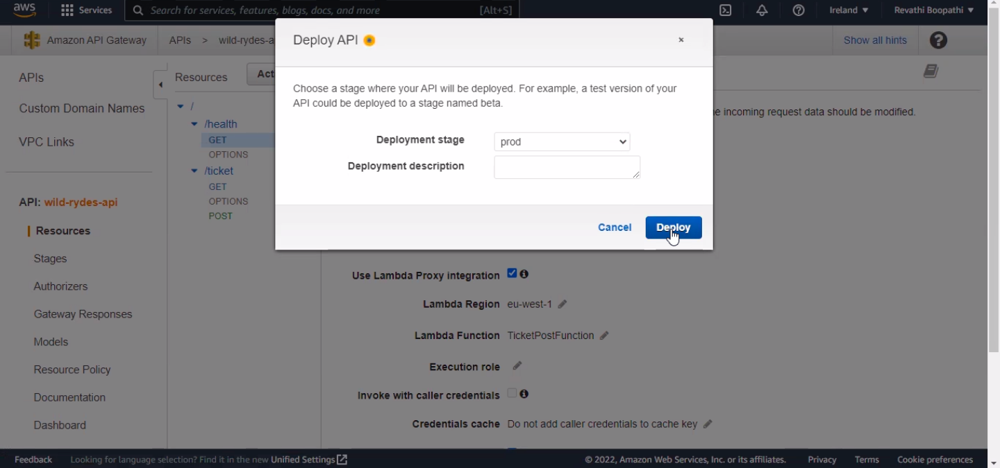 aws
Services
Search for services, features, blogs, docs, and more
[Alt+S]
Ireland
Revathi Boopathi
Amazon API Gateway
APIs > wild-rydes-a
Show all hints
APIs
Custom Domain Names
VPC Links
API: wild-rydes-api
Resources
Stages
Authorizers
Gateway Responses
Models
Resource Policy
Documentation
Dashboard
Resources
Act
/
/health
GET
OPTIONS
/ticket
GET
OPTIONS
POST
Deploy API
×
Choose a stage where your API will be deployed. For example, a test version of your
API could be deployed to a stage named beta.
Deployment stage prod
Deployment description
Cancel
Deploy
e incoming request data should be modified.
Use Lambda Proxy integration
Lambda Region eu-west-1
Lambda Function TicketPostFunction
Execution role
Invoke with caller credentials
Credentials cache Do not add caller credentials to cache key
Feedback
Looking for language selection? Find it in the new Unified Settings
© 2022, Amazon Web Services, Inc. or its affiliates.
Privacy
Terms
Cookie preferences